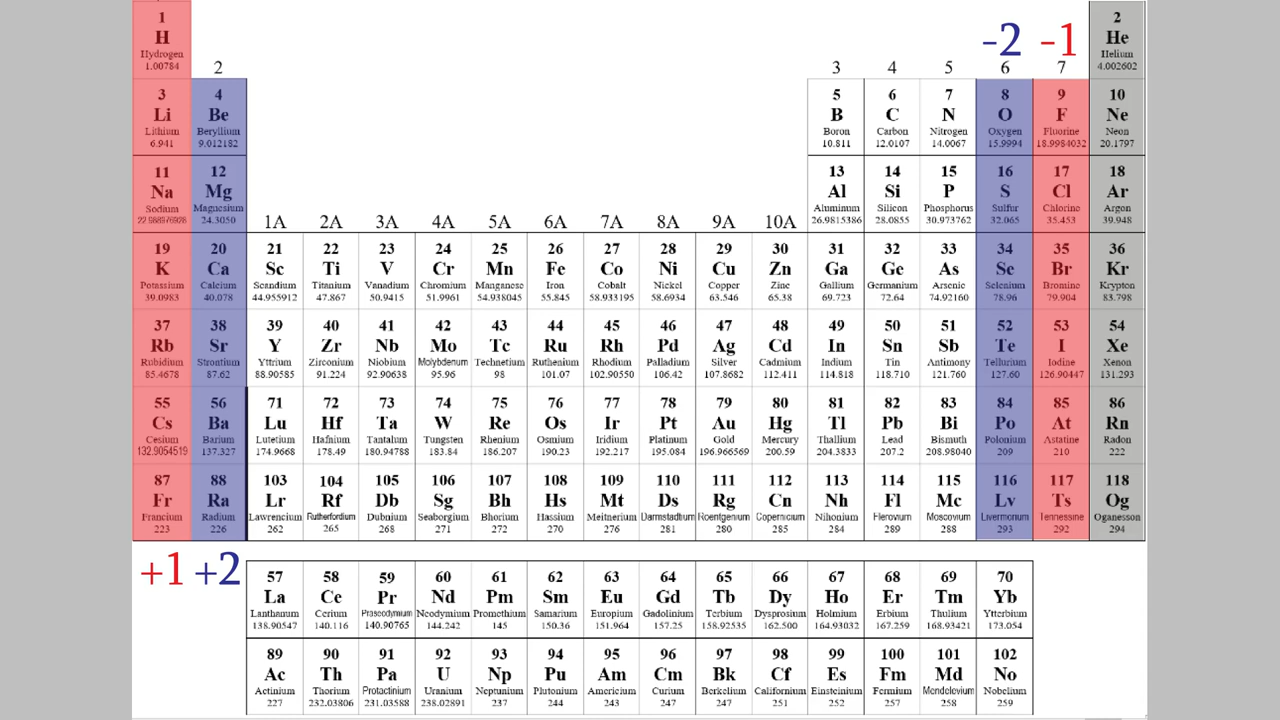 1 2
H -2 -1 He
Hydrogen Helium
1.00784 2 3 4 5 6 7 4.002602
3 4 5 6 7 8 9 10
Li Be B C N O F Ne
Lithium Beryllium Boron Carbon Nitrogen Oxygen Fluorine Neon
6.941 9.012182 10.811 12.0107 14.0067 15.9994 18.9984032 20.1797
11 12 13 14 15 16 17 18
Na Mg Al Si P S Cl Ar
Sodium Magnesium Aluminum Silicon Phosphorus Sulfur Chlorine Argon
22.98976928 24.3050 1A 2A 3A 4A 5A 6A 7A 8A 9A 10A 26.9815386 28.0855 30.973762 32.065 35.453 39.948
19 20 21 22 23 24 25 26 27 28 29 30 31 32 33 34 35 36
K Ca Sc Ti V Cr Mn Fe Co Ni Cu Zn Ga Ge As Se Br Kr
Potassium Calcium Scandium Titanium Vanadium Chromium Manganese Iron Cobalt Nickel Copper Zinc Gallium Germanium Arsenic Selenium Bromine Krypton
39.0983 40.078 44.955912 47.867 50.9415 51.9961 54.938045 55.845 58.933195 58.6934 63.546 65.38 69.723 72.64 74.92160 78.96 79.904 83.798
37 38 39 40 41 42 43 44 45 46 47 48 49 50 51 52 53 54
Rb Sr Y Zr Nb Mo Tc Ru Rh Pd Ag Cd In Sn Sb Te I Xe
Rubidium Strontium Yttrium Zirconium Niobium Molybdenum Technetium Ruthenium Rhodium Palladium Silver Cadmium Indium Tin Antimony Tellurium Iodine Xenon
85.4678 87.62 88.90585 91.224 92.90638 95.96 98 101.07 102.90550 106.42 107.8682 112.411 114.818 118.710 121.760 127.60 126.90447 131.293
55 56 71 72 73 74 75 76 77 78 79 80 81 82 83 84 85 86
Cs Ba Lu Hf Ta W Re Os Ir Pt Au Hg Tl Pb Bi Po At Rn
Cesium Barium Lutetium Hafnium Tantalum Tungsten Rhenium Osmium Iridium Platinum Gold Mercury Thallium Lead Bismuth Polonium Astatine Radon
132.9054519 137.327 174.9668 178.49 180.94788 183.84 186.207 190.23 192.217 195.084 196.966569 200.59 204.3833 207.2 208.98040 209 210 222
87 88 103 104 105 106 107 108 109 110 111 112 113 114 115 116 117 118
Fr Ra Lr Rf Db Sg Bh Hs Mt Ds Rg Cn Nh Fl Mc Lv Ts Og
Francium Radium Lawrencium Rutherfordium Dubnium Seaborgium Bhorium Hassium Meitnerium Darmstadtium Roentgenium Copernicum Nihonium Flerovium Moscovium Livermorium Tennessine Oganesson
223 226 262 265 268 271 272 270 276 281 280 285 284 289 288 293 292 294
+1 +2
57 58 59 60 61 62 63 64 65 66 67 68 69 70
La Ce Pr Nd Pm Sm Eu Gd Tb Dy Ho Er Tm Yb
Lanthanum Cerium Praseodymium Neodymium Promethium Samarium Europium Gadolinium Terbium Dysprosium Holmium Erbium Thulium Ytterbium
138.90547 140.116 140.90765 144.242 145 150.36 151.964 157.25 158.92535 162.500 164.93032 167.259 168.93421 173.054
89 90 91 92 93 94 95 96 97 98 99 100 101 102
Ac Th Pa U Np Pu Am Cm Bk Cf Es Fm Md No
Actinium Thorium Protactinium Uranium Neptunium Plutonium Americium Curium Berkelium Californium Einsteinium Fermium Mendelevium Nobelium
227 232.03806 231.03588 238.02891 237 244 243 247 247 251 252 257 258 259